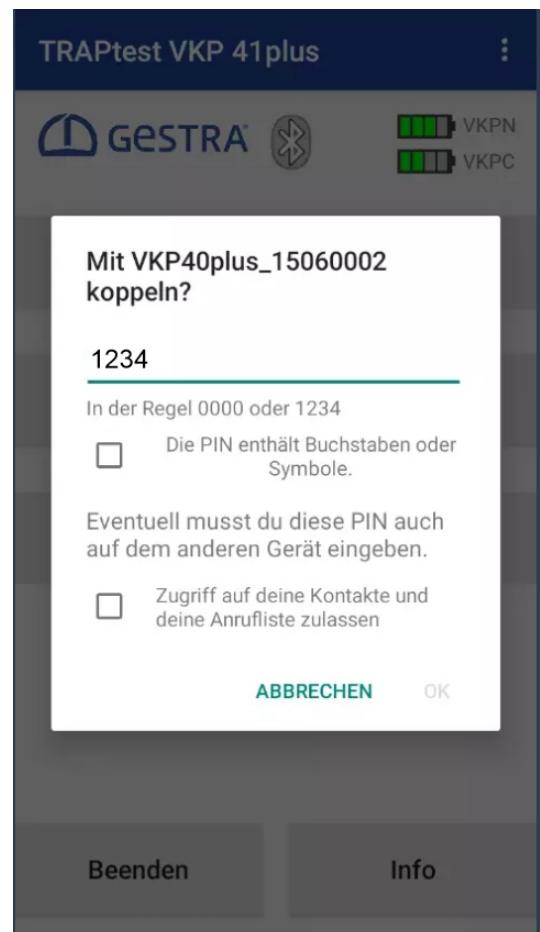 TRAPtest VKP 41plus
GESTRA
VKPN
VKPC
Mit VKP40plus_15060002
koppeln?
1234
In der Regel 0000 oder 1234
Die PIN enthält Buchstaben oder
Symbole.
Eventuell musst du diese PIN auch
auf dem anderen Gerät eingeben.
Zugriff auf deine Kontakte und
deine Anrufliste zulassen
ABBRECHEN OK
Beenden Info